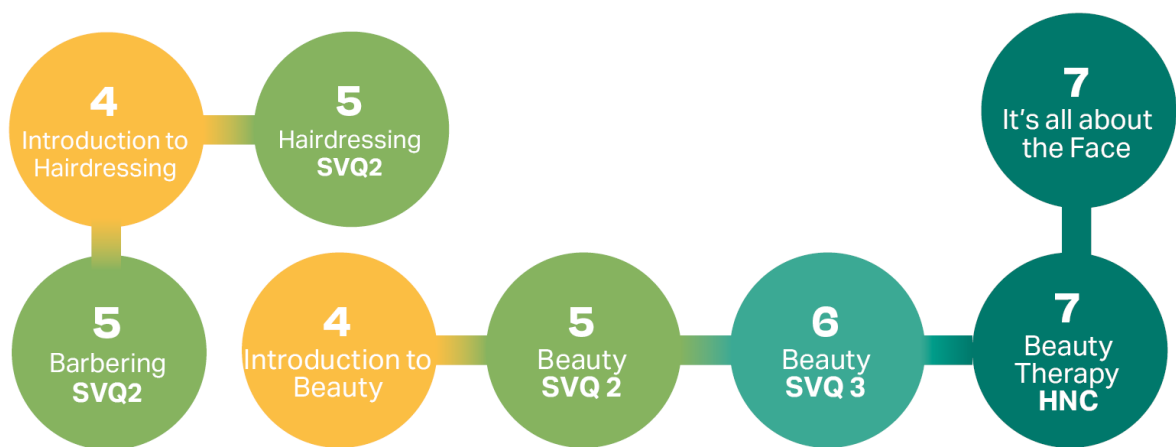 4
Introduction to
Hairdressing
5
Hairdressing
SVQ2
7
It's all about
the Face
5
Barbering
SVQ2
4
Introduction to
Beauty
5
Beauty
SVQ 2
6
Beauty
SVQ 3
7
Beauty
Therapy
HNC